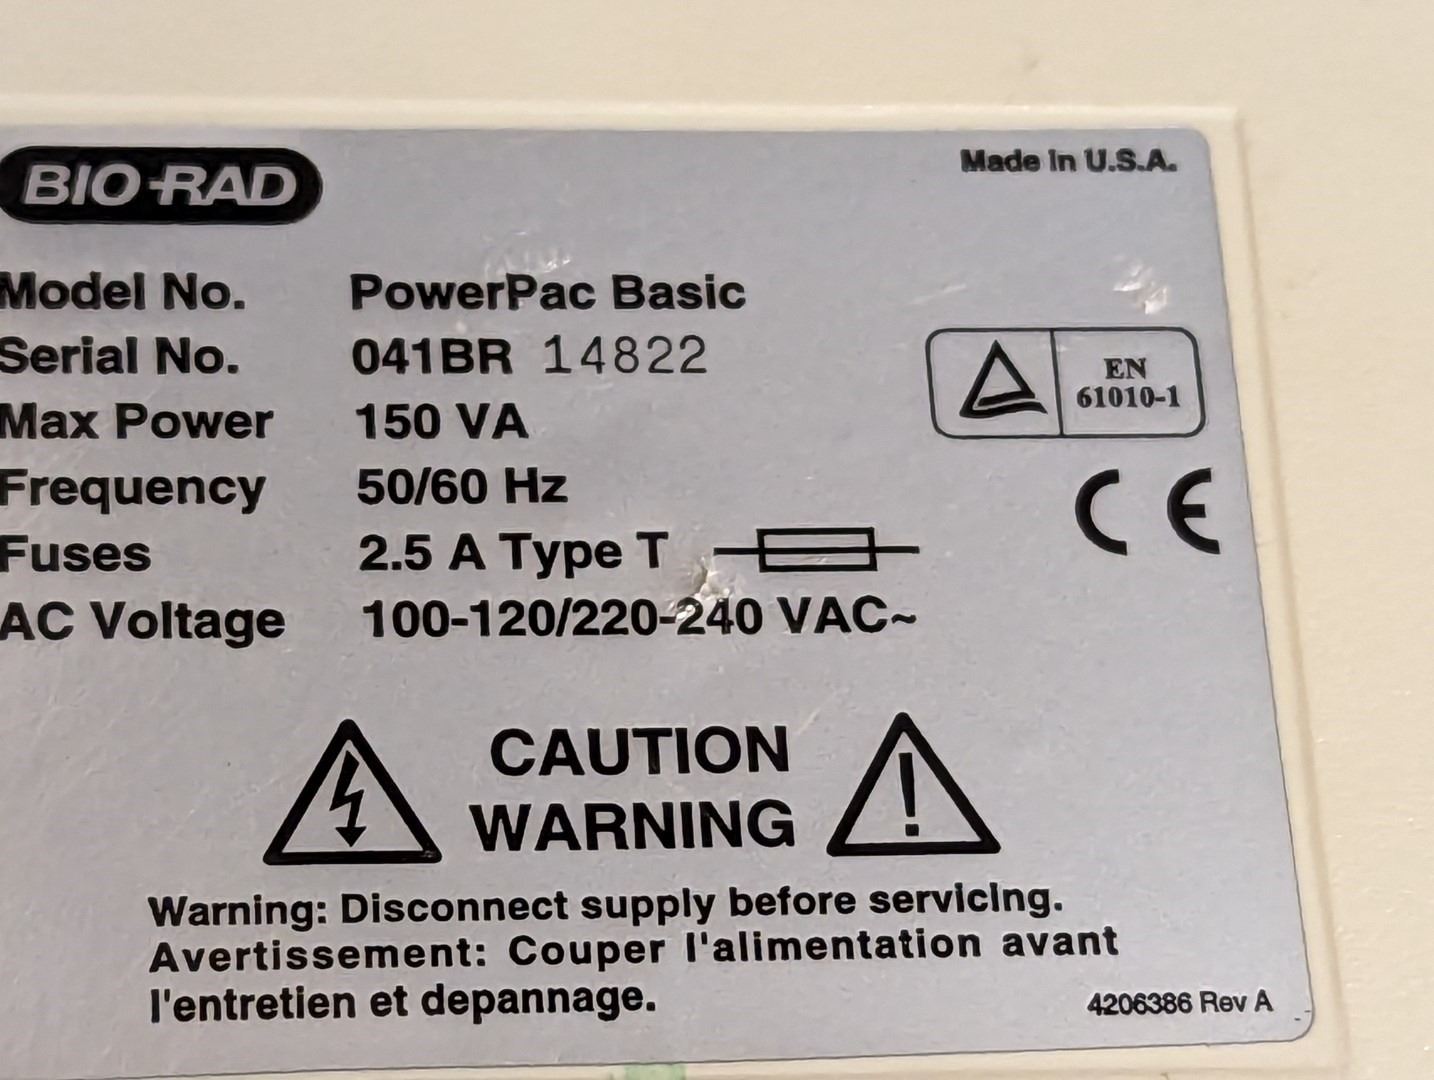 BIO-RAD
Made in U.S.A.
Model No. PowerPac Basic
Serial No. 041BR 14822
Max Power 150 VA
Frequency 50/60 Hz
Fuses 2.5 A Type T
AC Voltage 100-120/220-240 VAC~
EN
61010-1
CE
CAUTION
WARNING
Warning: Disconnect supply before servicing.
Avertissement: Couper l'alimentation avant
l'entretien et depannage.
4206386 Rev A